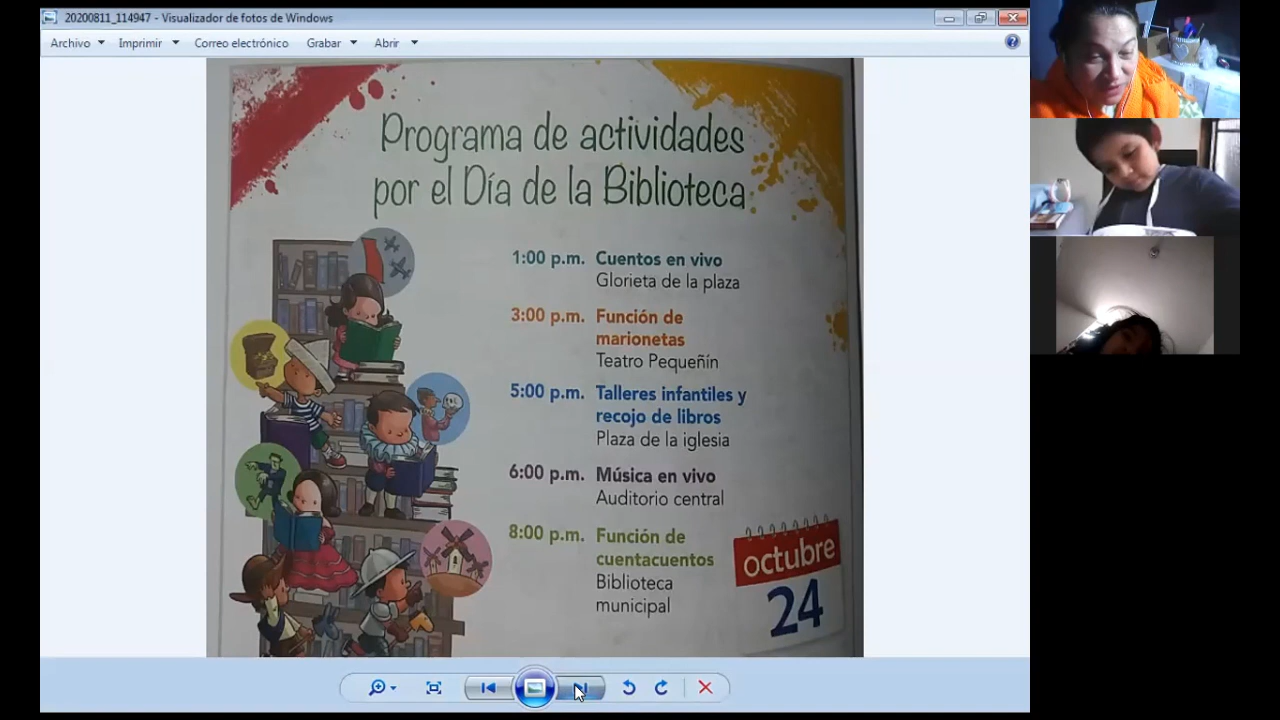 20200811_114947 - Visualizador de fotos de Windows
Archivo Imprimir Correo electrónico Grabar Abrir
Programa de actividades
por el Día de la Biblioteca
1:00 p.m. Cuentos en vivo
Glorieta de la plaza
3:00 p.m. Función de
marionetas
Teatro Pequeñín
5:00 p.m. Talleres infantiles y
recojo de libros
Plaza de la iglesia
6:00 p.m. Música en vivo
Auditorio central
8:00 p.m. Función de
cuentacuentos
Biblioteca
municipal
octubre
24